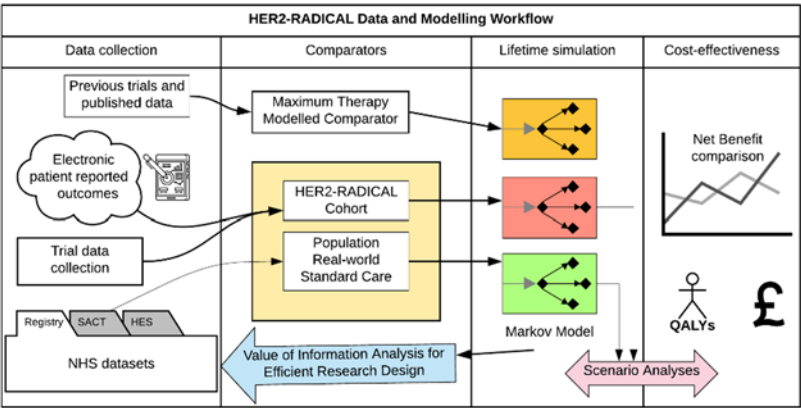 HER2-RADICAL Data and Modelling Workflow
Data collection
Comparators
Lifetime simulation
Cost-effectiveness
Previous trials and
published data
Maximum Therapy
Modelled Comparator
Electronic
patient reported
outcomes
HER2-RADICAL
Cohort
Trial data
collection
Population
Real-world
Standard Care
Registry
SACT
HES
NHS datasets
Value of Information Analysis for
Efficient Research Design
Markov Model
Scenario Analyses
Net Benefit
comparison
QALYs
£